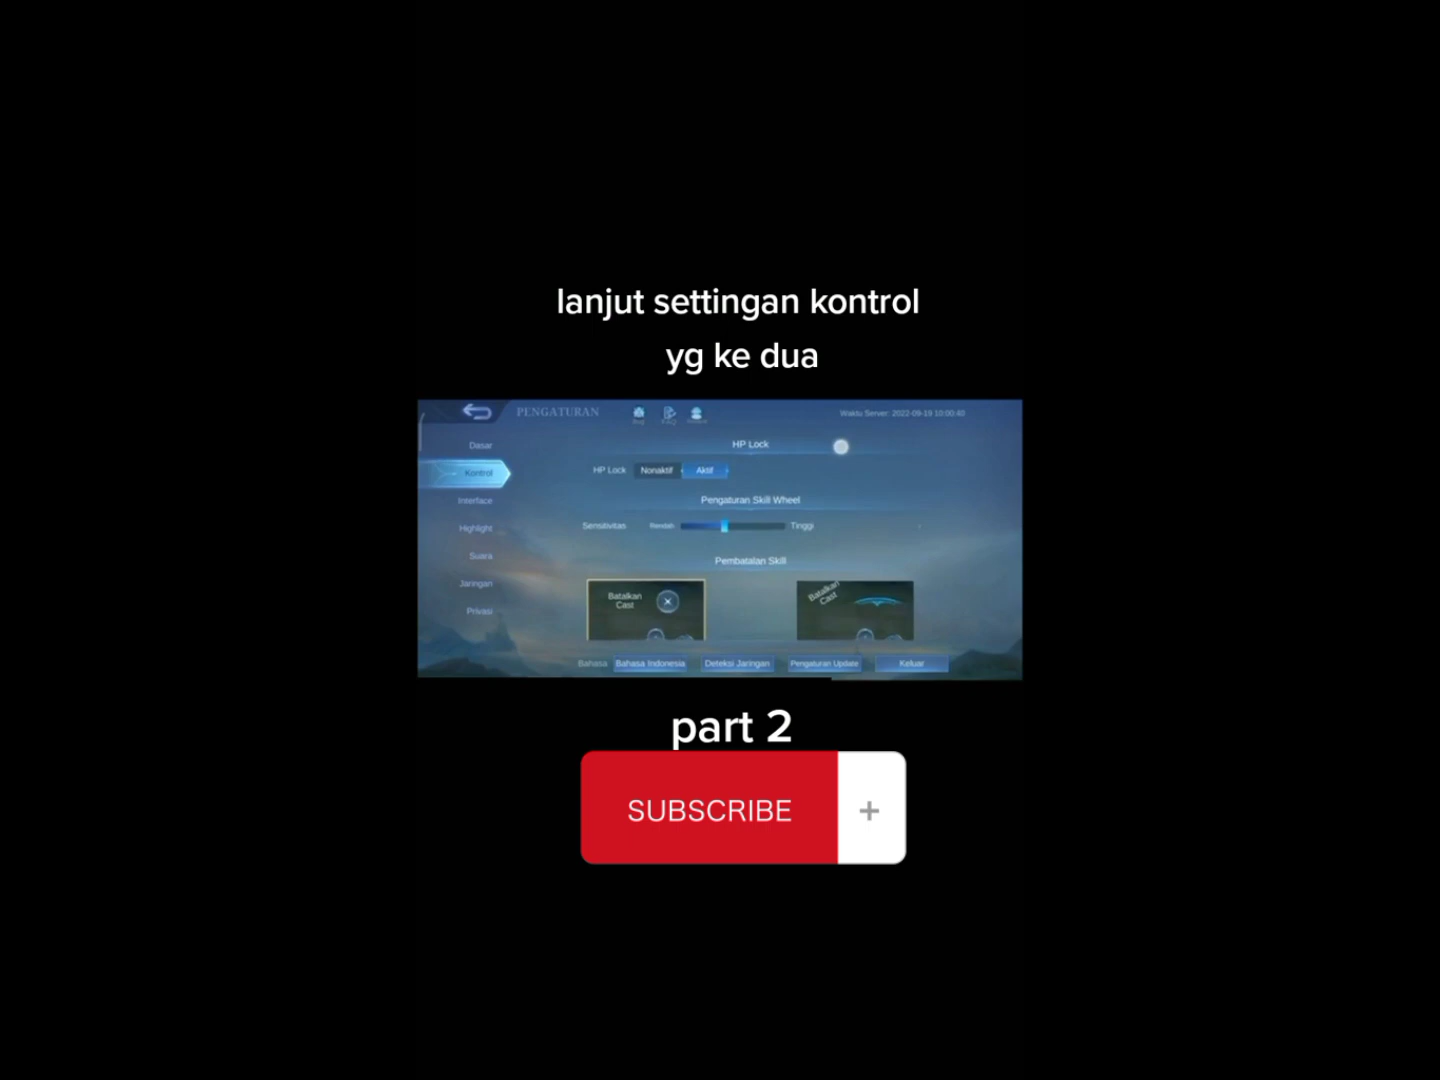 lanjut settingan kontrol
yg ke dua
PENGATURAN
FAQ
Waktu Server: 2022-09-19 10:00:40
Dasar
Kontrol
Interface
Highlight
Suara
Jaringan
Privasi
HP Lock
HP Lock Nonaktif Aktif
Pengaturan Skill Wheel
Sensitivitas Rendah Tinggi
Pembatalan Skill
Batalkan
Cast
Batalkan
Cast
Bahasa Bahasa Indonesia Deteksi Jaringan Pengaturan Update Keluar
part 2
SUBSCRIBE +